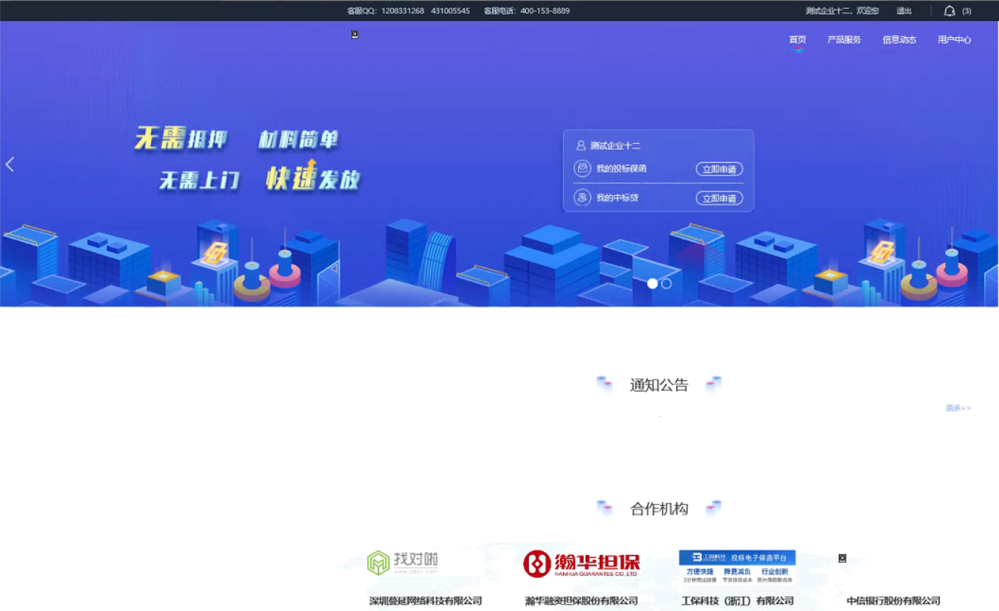 客服QQ: 1208331268 431005545 客服电话: 400-153-8889 测试企业十二, 欢迎您 退出 (3)
首页 产品服务 信息动态 用户中心
无需抵押 材料简单
无需上门 快速发放
测试企业十二
我的投标保函 立即申请
我的中标贷 立即申请
通知公告
更多>>
合作机构
找对啦
瀚华担保
HANHUA GUARANTEE CO.,LTD
工保科技 投标电子保函平台
方便快捷 降费减负 行业创新
深圳蔓延网络科技有限公司 瀚华融资担保股份有限公司 工保科技（浙江）有限公司 中信银行股份有限公司